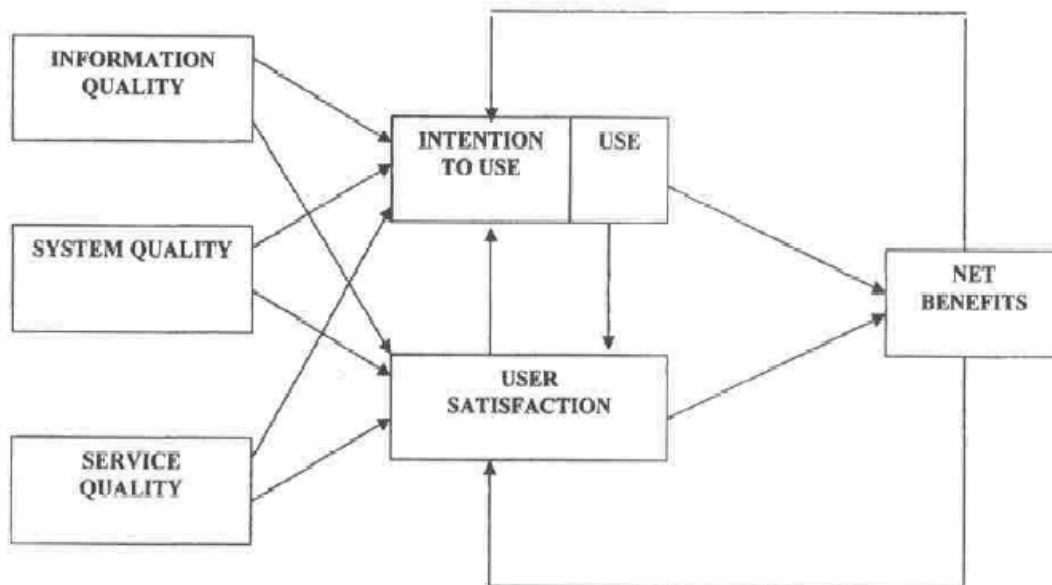 INFORMATION
QUALITY
INTENTION
TO USE
USE
SYSTEM QUALITY
NET
BENEFITS
USER
SATISFACTION
SERVICE
QUALITY